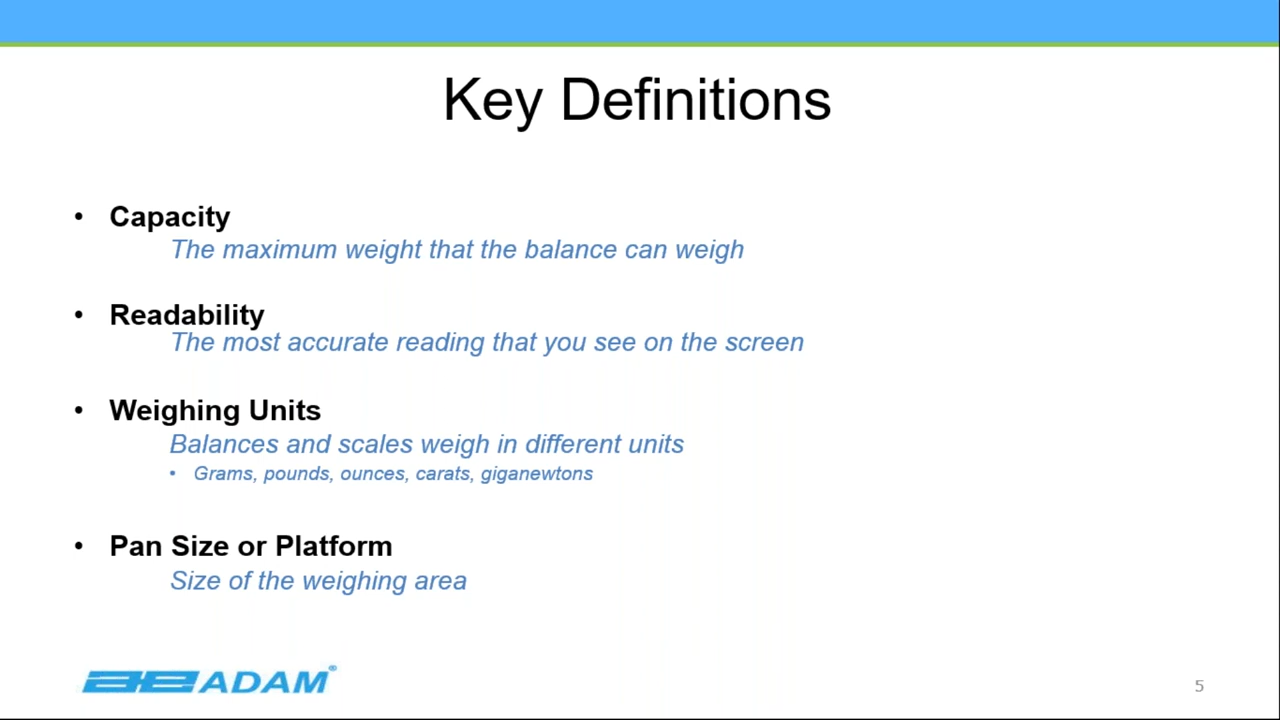 Key Definitions
• Capacity
The maximum weight that the balance can weigh
• Readability
The most accurate reading that you see on the screen
• Weighing Units
Balances and scales weigh in different units
• Grams, pounds, ounces, carats, giganewtons
• Pan Size or Platform
Size of the weighing area
ADAM®
5